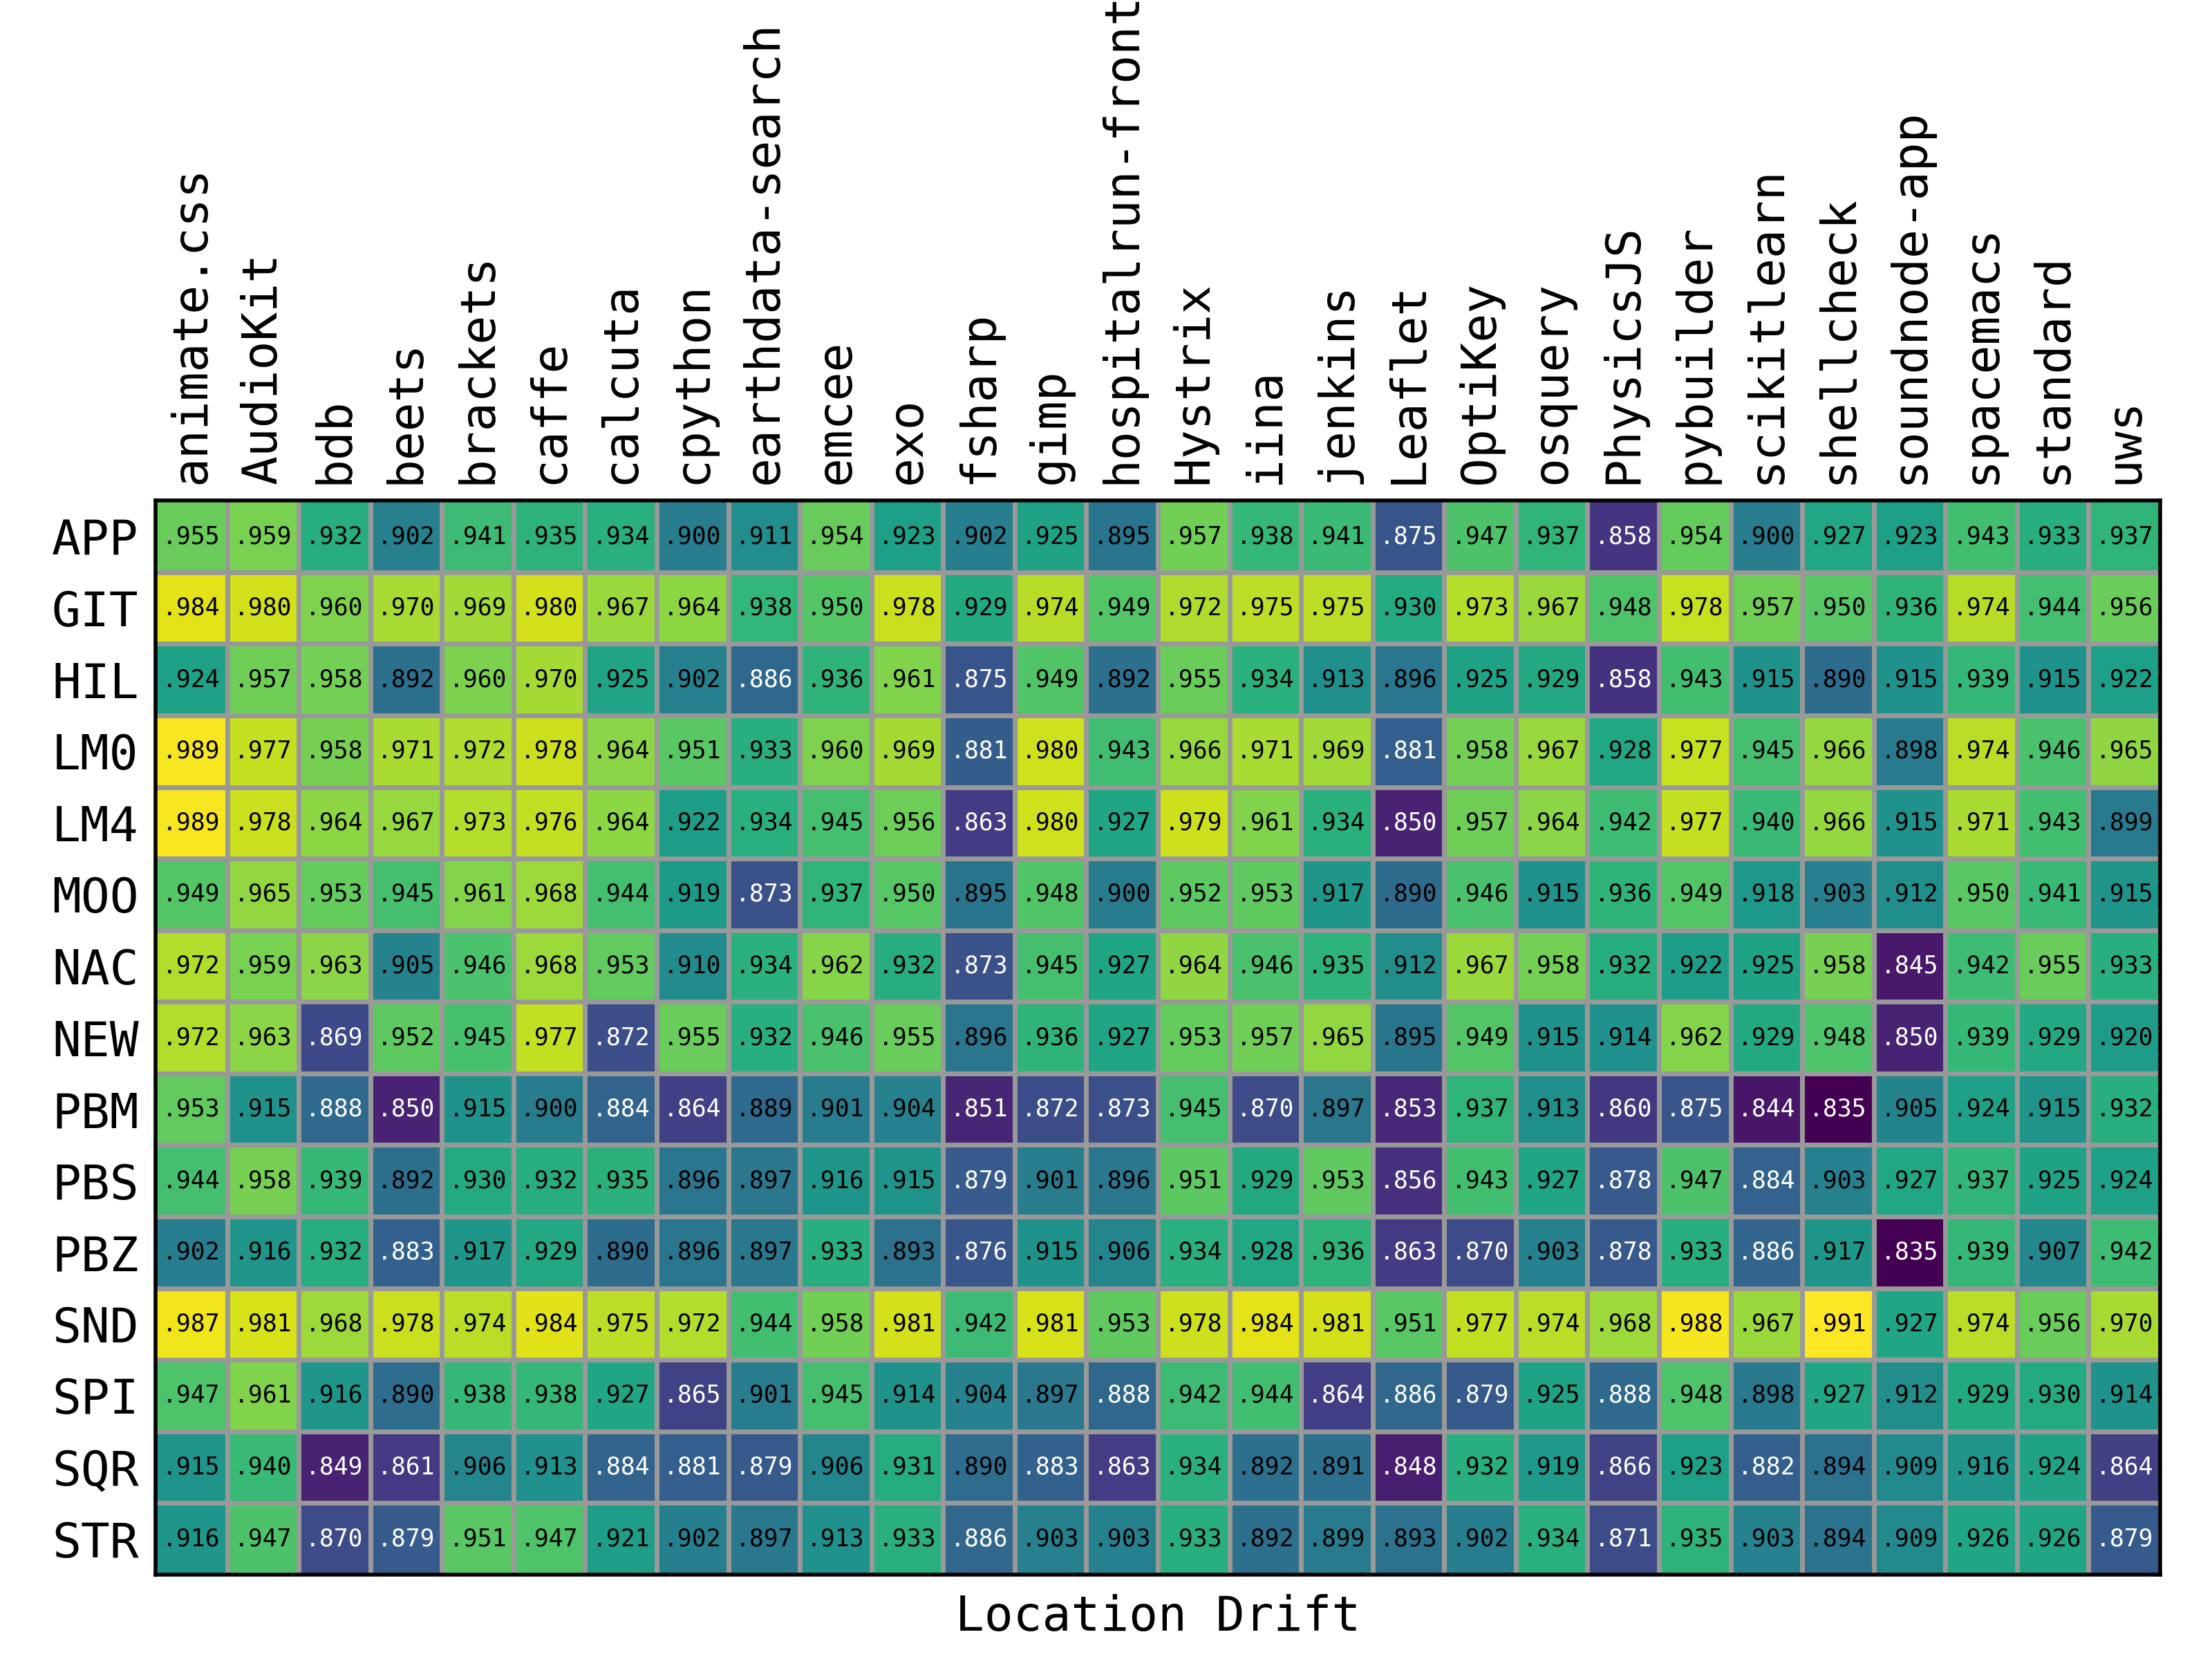 animate.css AudioKit bdb beets brackets caffe calcuta cpython earthdata-search emcee exo fsharp gimp hospitalrun-front Hystrix iina jenkins Leaflet OptiKey osquery PhysicsJS pybuilder scikitlearn shellcheck soundnode-app spacemacs standard uws
APP .955 .959 .932 .902 .941 .935 .934 .900 .911 .954 .923 .902 .925 .895 .957 .938 .941 .875 .947 .937 .858 .954 .900 .927 .923 .943 .933 .937
GIT .984 .980 .960 .970 .969 .980 .967 .964 .938 .950 .978 .929 .974 .949 .972 .975 .975 .930 .973 .967 .948 .978 .957 .950 .936 .974 .944 .956
HIL .924 .957 .958 .892 .960 .970 .925 .902 .886 .936 .961 .875 .949 .892 .955 .934 .913 .896 .925 .929 .858 .943 .915 .890 .915 .939 .915 .922
LM0 .989 .977 .958 .971 .972 .978 .964 .951 .933 .960 .969 .881 .980 .943 .966 .971 .969 .881 .958 .967 .928 .977 .945 .966 .898 .974 .946 .965
LM4 .989 .978 .964 .967 .973 .976 .964 .922 .934 .945 .956 .863 .980 .927 .979 .961 .934 .850 .957 .964 .942 .977 .940 .966 .915 .971 .943 .899
MOO .949 .965 .953 .945 .961 .968 .944 .919 .873 .937 .950 .895 .948 .900 .952 .953 .917 .890 .946 .915 .936 .949 .918 .903 .912 .950 .941 .915
NAC .972 .959 .963 .905 .946 .968 .953 .910 .934 .962 .932 .873 .945 .927 .964 .946 .935 .912 .967 .958 .932 .922 .925 .958 .845 .942 .955 .933
NEW .972 .963 .869 .952 .945 .977 .872 .955 .932 .946 .955 .896 .936 .927 .953 .957 .965 .895 .949 .915 .914 .962 .929 .948 .850 .939 .929 .920
PBM .953 .915 .888 .850 .915 .900 .884 .864 .889 .901 .904 .851 .872 .873 .945 .870 .897 .853 .937 .913 .860 .875 .844 .835 .905 .924 .915 .932
PBS .944 .958 .939 .892 .930 .932 .935 .896 .897 .916 .915 .879 .901 .896 .951 .929 .953 .856 .943 .927 .878 .947 .884 .903 .927 .937 .925 .924
PBZ .902 .916 .932 .883 .917 .929 .890 .896 .897 .933 .893 .876 .915 .906 .934 .928 .936 .863 .870 .903 .878 .933 .886 .917 .835 .939 .907 .942
SND .987 .981 .968 .978 .974 .984 .975 .972 .944 .958 .981 .942 .981 .953 .978 .984 .981 .951 .977 .974 .968 .988 .967 .991 .927 .974 .956 .970
SPI .947 .961 .916 .890 .938 .938 .927 .865 .901 .945 .914 .904 .897 .888 .942 .944 .864 .886 .879 .925 .888 .948 .898 .927 .912 .929 .930 .914
SQR .915 .940 .849 .861 .906 .913 .884 .881 .879 .906 .931 .890 .883 .863 .934 .892 .891 .848 .932 .919 .866 .923 .882 .894 .909 .916 .924 .864
STR .916 .947 .870 .879 .951 .947 .921 .902 .897 .913 .933 .886 .903 .903 .933 .892 .899 .893 .902 .934 .871 .935 .903 .894 .909 .926 .926 .879
Location Drift